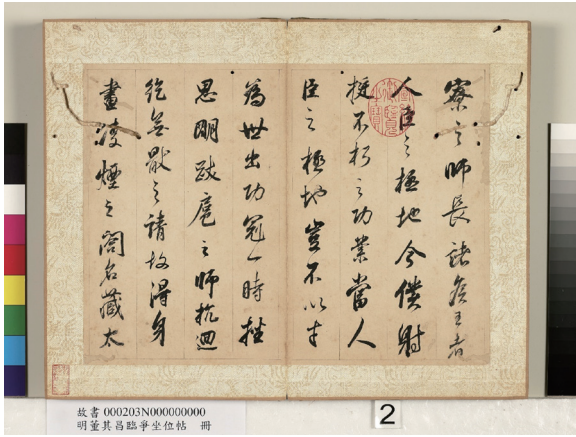 寮之師長諸侯王者
人臣之極地今僕射
挺不朽之功業當人
臣之極地豈不以才
為世出功冠一時挫
思明跋扈之師抗迴
紇無厭之請故得身
畫凌煙之閣名藏太
故書 000203N000000000
明董其昌臨爭坐位帖 冊
2